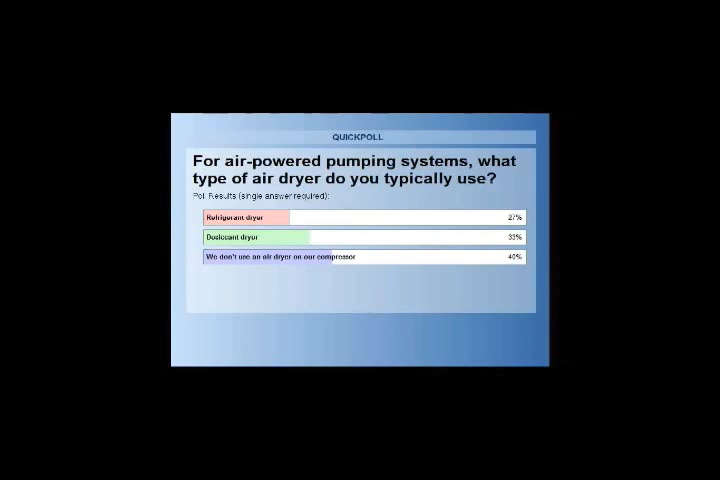 QUICKPOLL
For air-powered pumping systems, what
type of air dryer do you typically use?
Poll Results (single answer required):
Refrigerant dryer 27%
Desiccant dryer 33%
We don't use an air dryer on our compressor 40%